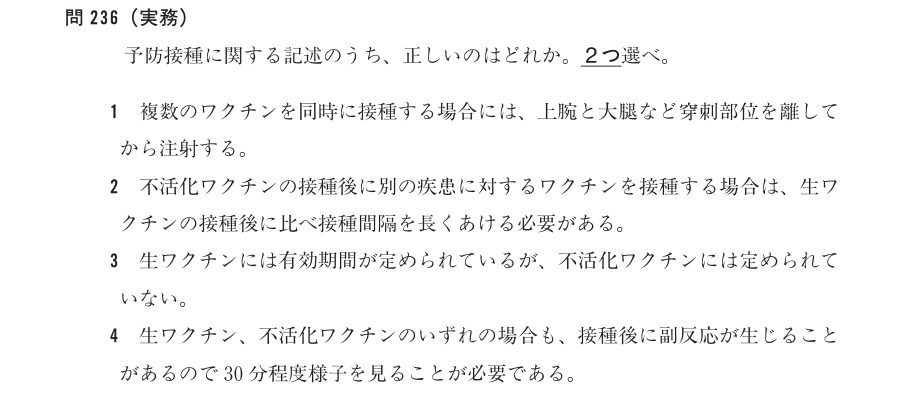 問 236（実務）
予防接種に関する記述のうち、正しいのはどれか。２つ選べ。
1　複数のワクチンを同時に接種する場合には、上腕と大腿など穿刺部位を離して
から注射する。
2　不活化ワクチンの接種後に別の疾患に対するワクチンを接種する場合は、生ワ
クチンの接種後に比べ接種間隔を長くあける必要がある。
3　生ワクチンには有効期間が定められているが、不活化ワクチンには定められて
いない。
4　生ワクチン、不活化ワクチンのいずれの場合も、接種後に副反応が生じること
があるので 30 分程度様子を見ることが必要である。